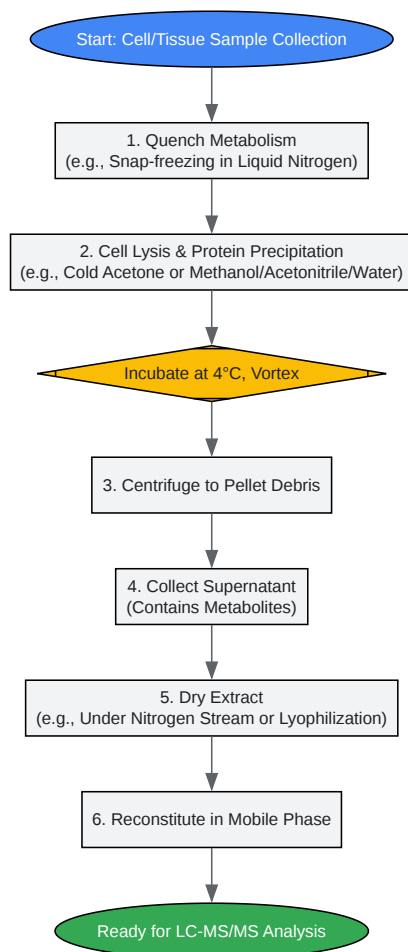 Start: Cell/Tissue Sample Collection
1. Quench Metabolism
(e.g., Snap-freezing in Liquid Nitrogen)
2. Cell Lysis & Protein Precipitation
(e.g., Cold Acetone or Methanol/Acetonitrile/Water)
Incubate at 4°C, Vortex
3. Centrifuge to Pellet Debris
4. Collect Supernatant
(Contains Metabolites)
5. Dry Extract
(e.g., Under Nitrogen Stream or Lyophilization)
6. Reconstitute in Mobile Phase
Ready for LC-MS/MS Analysis